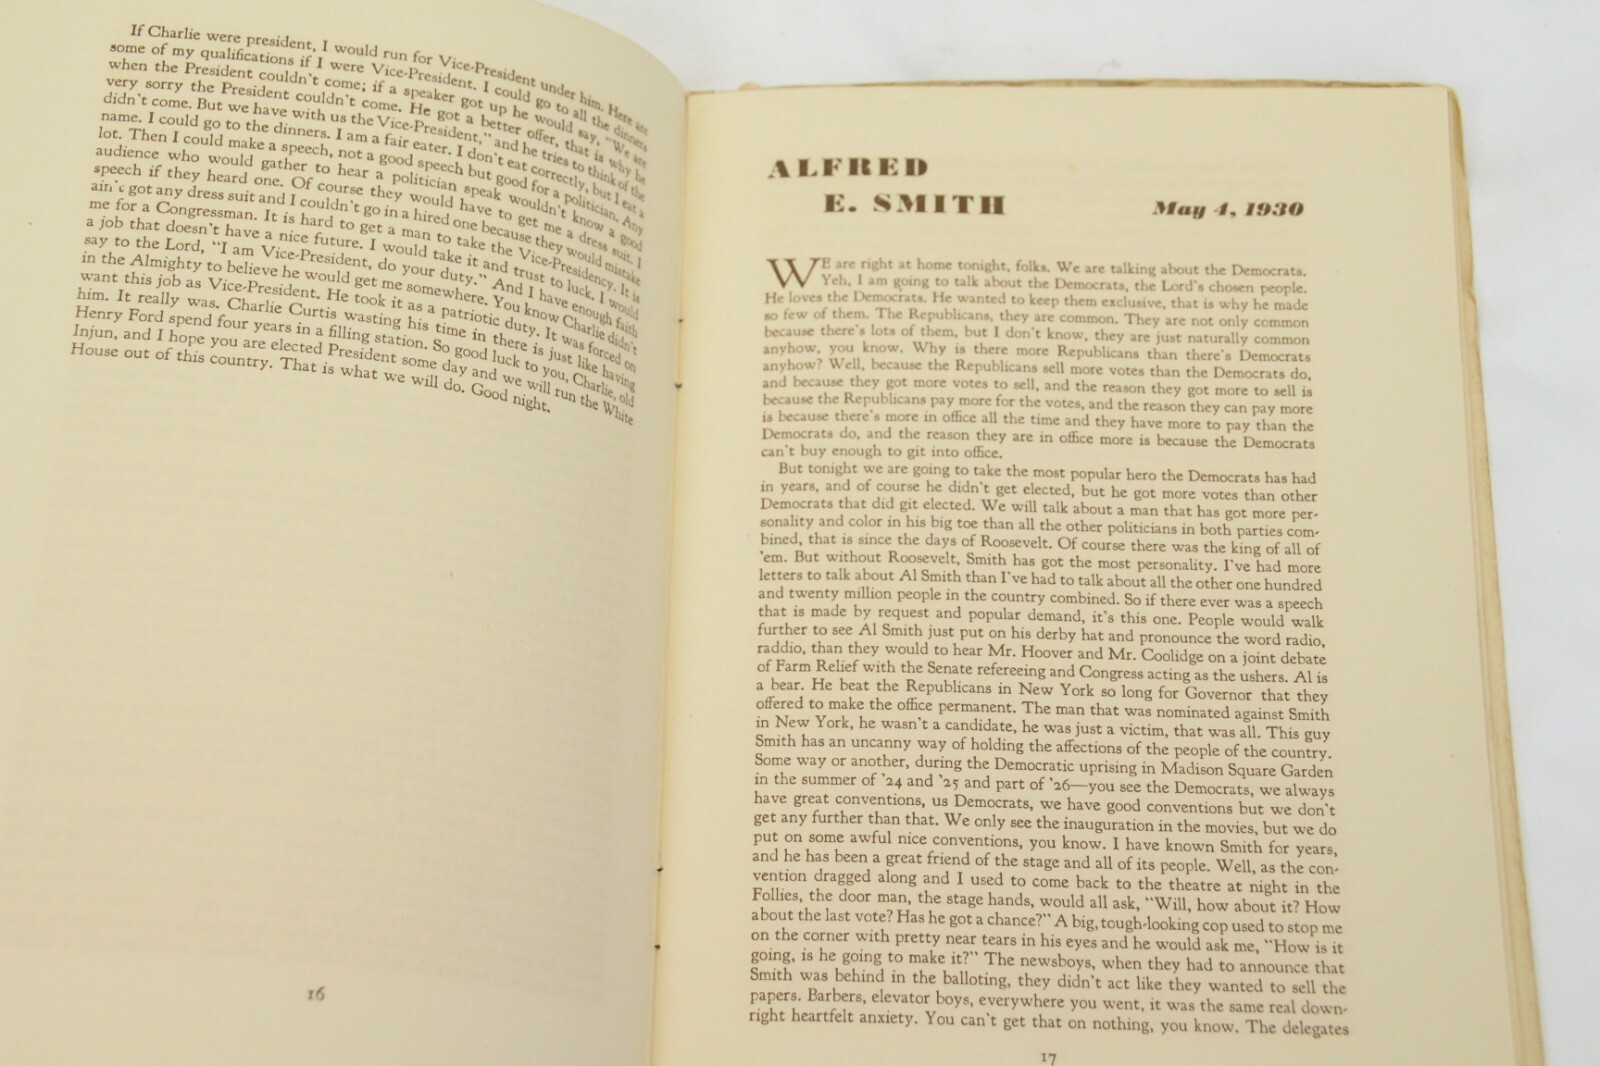 If Charlie were president, I would run for Vice-President under him. Here are
some of my qualifications if I were Vice-President. I could go to all the dinners
when the President couldn't come; if a speaker got up he would say, "We are
very sorry the President couldn't come. He got a better offer, that is why he
didn't come. But we have with us the Vice-President," and he tries to think of the
name. I could go to the dinners. I am a fair eater. I don't eat correctly, but I eat a
lot. Then I could make a speech, not a good speech but good for a politician. Any
audience who would gather to hear a politician speak wouldn't know a good
speech if they heard one. Of course they would have to get me a dress suit. I
ain't got any dress suit and I couldn't go in a hired one because they would mistake
me for a Congressman. It is hard to get a man to take the Vice-Presidency. It is
a job that doesn't have a nice future. I would take it and trust to luck. I would
say to the Lord, "I am Vice-President, do your duty." And I have enough faith
in the Almighty to believe he would get me somewhere. You know Charlie didn't
want this job as Vice-President. He took it as a patriotic duty. It was forced on
him. It really was. Charlie Curtis wasting his time in there is just like having
Henry Ford spend four years in a filling station. So good luck to you, Charlie, old
Injun, and I hope you are elected President some day and we will run the White
House out of this country. That is what we will do. Good night.
16
ALFRED
E. SMITH May 4, 1930
WE are right at home tonight, folks. We are talking about the Democrats.
Yeh, I am going to talk about the Democrats, the Lord's chosen people.
He loves the Democrats. He wanted to keep them exclusive, that is why he made
so few of them. The Republicans, they are common. They are not only common
because there's lots of them, but I don't know, they are just naturally common
anyhow, you know. Why is there more Republicans than there's Democrats
anyhow? Well, because the Republicans sell more votes than the Democrats do,
and because they got more votes to sell, and the reason they got more to sell is
because the Republicans pay more for the votes, and the reason they can pay more
is because there's more in office all the time and they have more to pay than the
Democrats do, and the reason they are in office more is because the Democrats
can't buy enough to git into office.
But tonight we are going to take the most popular hero the Democrats has had
in years, and of course he didn't get elected, but he got more votes than other
Democrats that did git elected. We will talk about a man that has got more per-
sonality and color in his big toe than all the other politicians in both parties com-
bined, that is since the days of Roosevelt. Of course there was the king of all of
'em. But without Roosevelt, Smith has got the most personality. I've had more
letters to talk about Al Smith than I've had to talk about all the other one hundred
and twenty million people in the country combined. So if there ever was a speech
that is made by request and popular demand, it's this one. People would walk
further to see Al Smith just put on his derby hat and pronounce the word radio,
raddio, than they would to hear Mr. Hoover and Mr. Coolidge on a joint debate
of Farm Relief with the Senate refereeing and Congress acting as the ushers. Al is
a bear. He beat the Republicans in New York so long for Governor that they
offered to make the office permanent. The man that was nominated against Smith
in New York, he wasn't a candidate, he was just a victim, that was all. This guy
Smith has an uncanny way of holding the affections of the people of the country.
Some way or another, during the Democratic uprising in Madison Square Garden
in the summer of '24 and '25 and part of '26—you see the Democrats, we always
have great conventions, us Democrats, we have good conventions but we don't
get any further than that. We only see the inauguration in the movies, but we do
put on some awful nice conventions, you know. I have known Smith for years,
and he has been a great friend of the stage and all of its people. Well, as the con-
vention dragged along and I used to come back to the theatre at night in the
Follies, the door man, the stage hands, would all ask, "Will, how about it? How
about the last vote? Has he got a chance?" A big, tough-looking cop used to stop me
on the corner with pretty near tears in his eyes and he would ask me, "How is it
going, is he going to make it?" The newsboys, when they had to announce that
Smith was behind in the balloting, they didn't act like they wanted to sell the
papers. Barbers, elevator boys, everywhere you went, it was the same real down-
right heartfelt anxiety. You can't get that on nothing, you know. The delegates
17